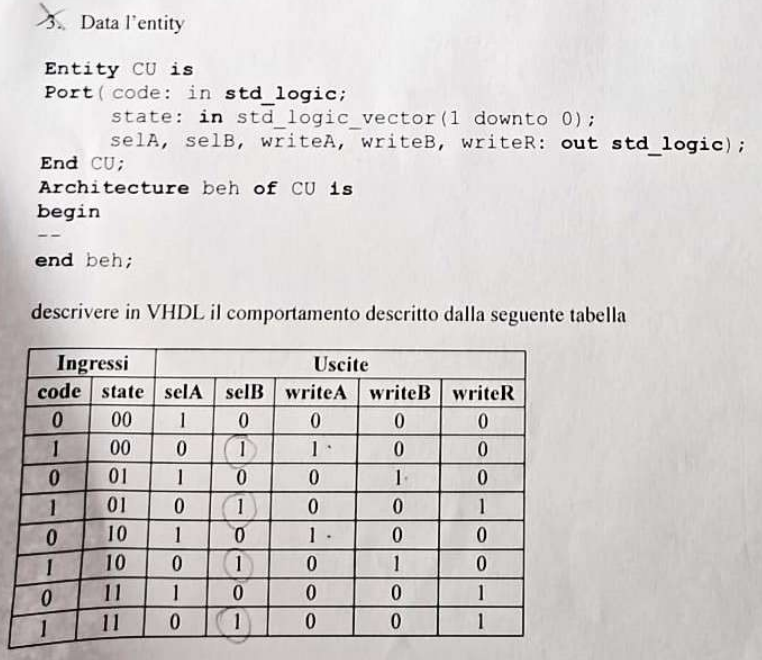 3. Data l'entity
Entity CU is
Port( code: in std_logic;
state: in std_logic_vector(1 downto 0);
selA, selB, writeA, writeB, writeR: out std_logic);
End CU;
Architecture beh of CU is
begin
--
end beh;
descrivere in VHDL il comportamento descritto dalla seguente tabella
Ingressi Uscite
code state selA selB writeA writeB writeR
0 00 1 0 0 0 0
1 00 0 1 1 0 0
0 01 1 0 0 1 0
1 01 0 1 0 0 1
0 10 1 0 1 0 0
1 10 0 1 0 1 0
0 11 1 0 0 0 1
1 11 0 1 0 0 1